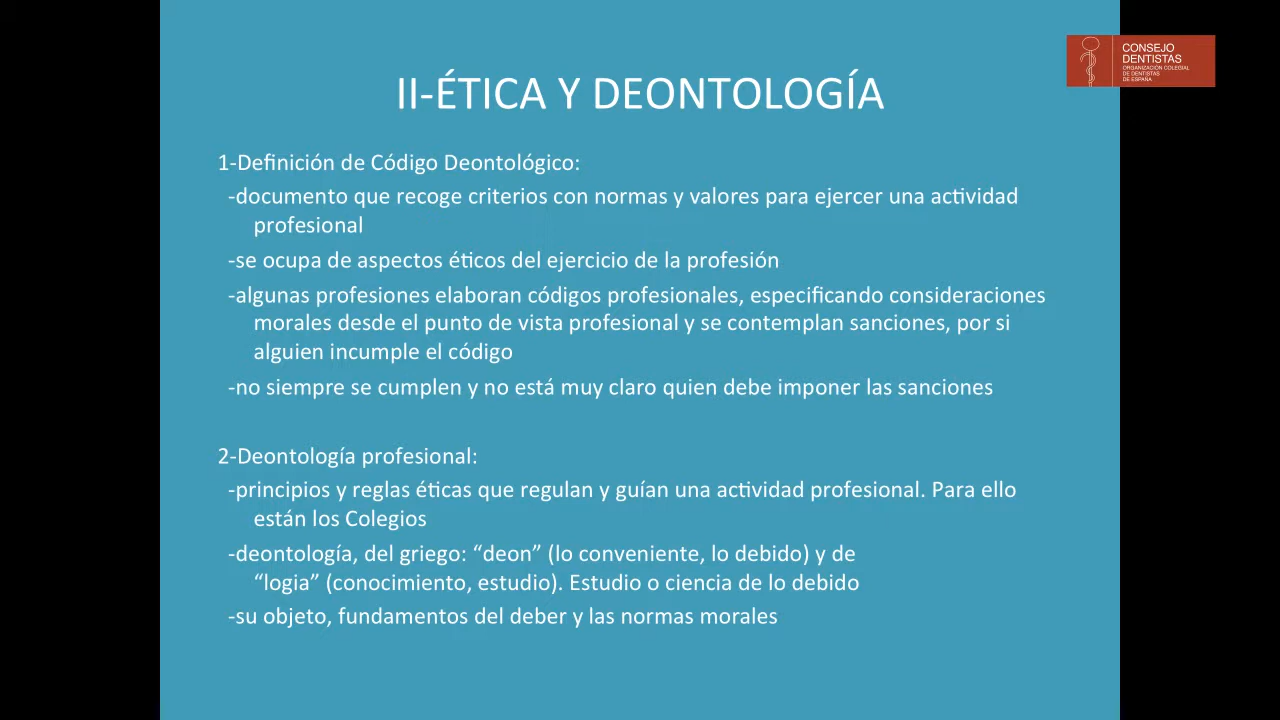 CONSEJO
DENTISTAS
ORGANIZACIÓN COLEGIAL
DE DENTISTAS
DE ESPAÑA
II-ÉTICA Y DEONTOLOGÍA
1-Definición de Código Deontológico:
-documento que recoge criterios con normas y valores para ejercer una actividad
profesional
-se ocupa de aspectos éticos del ejercicio de la profesión
-algunas profesiones elaboran códigos profesionales, especificando consideraciones
morales desde el punto de vista profesional y se contemplan sanciones, por si
alguien incumple el código
-no siempre se cumplen y no está muy claro quien debe imponer las sanciones
2-Deontología profesional:
-principios y reglas éticas que regulan y guían una actividad profesional. Para ello
están los Colegios
-deontología, del griego: “deon” (lo conveniente, lo debido) y de
“logia” (conocimiento, estudio). Estudio o ciencia de lo debido
-su objeto, fundamentos del deber y las normas morales